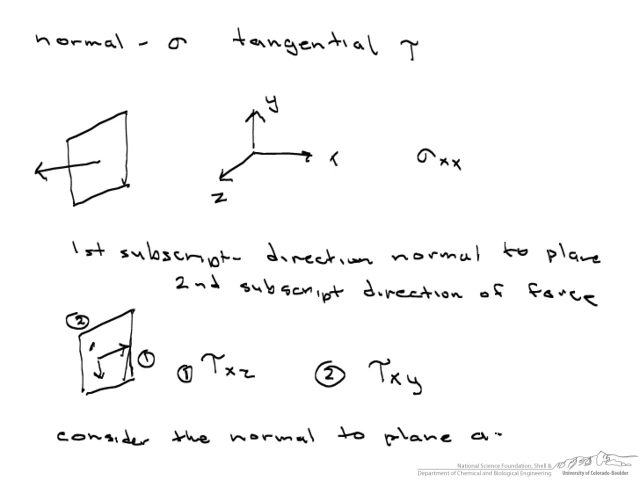 normal - σ tangential τ
y
x
z
σxx
1st subscript - direction normal to plane
2nd subscript direction of force
②
①
① τxz ② τxy
consider the normal to plane a
National Science Foundation, Shell &
Department of Chemical and Biological Engineering
University of Colorado-Boulder